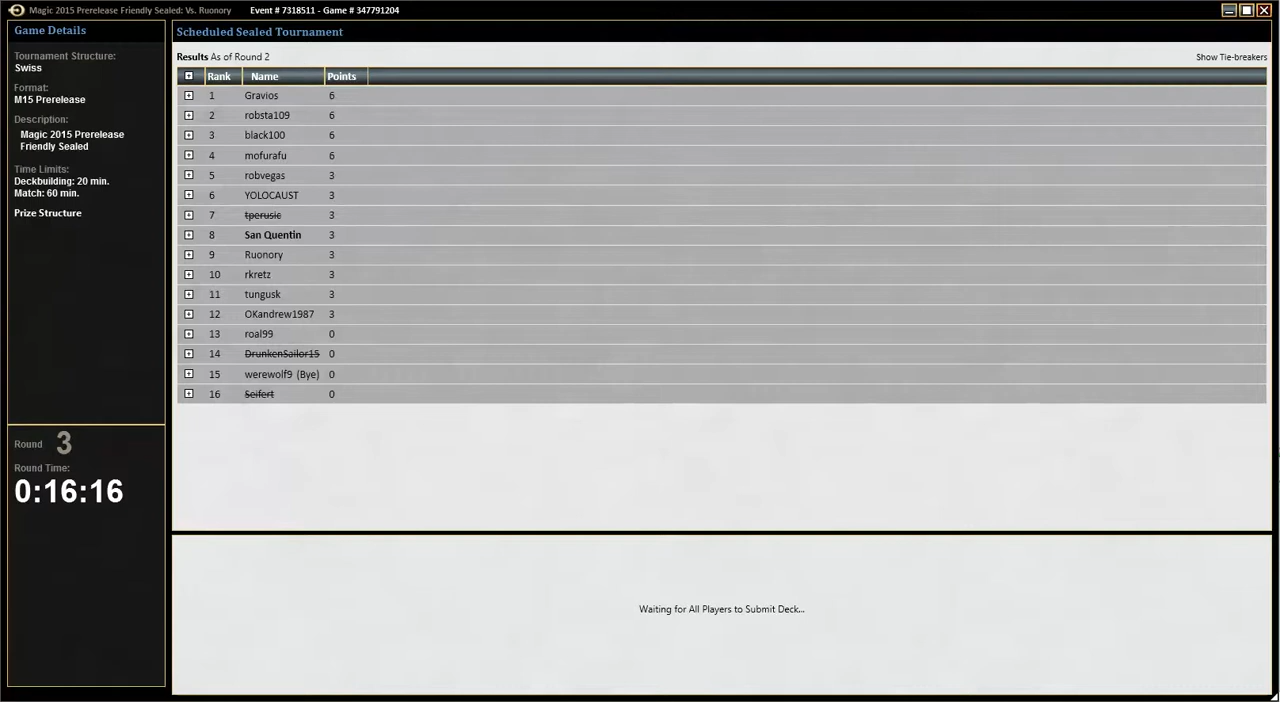 Magic 2015 Prerelease Friendly Sealed: Vs. Ruonory Event # 7318511 - Game # 347791204
Game Details
Tournament Structure:
Swiss
Format:
M15 Prerelease
Description:
Magic 2015 Prerelease
Friendly Sealed
Time Limits:
Deckbuilding: 20 min.
Match: 60 min.
Prize Structure
Round 3
Round Time:
0:16:16
Scheduled Sealed Tournament
Results As of Round 2 Show Tie-breakers
Rank Name Points
1 Gravios 6
2 robsta109 6
3 black100 6
4 mofurafu 6
5 robvegas 3
6 YOLOCAUST 3
7 tperusic 3
8 San Quentin 3
9 Ruonory 3
10 rkretz 3
11 tungusk 3
12 OKandrew1987 3
13 roal99 0
14 DrunkenSailor15 0
15 werewolf9 (Bye) 0
16 Seifert 0
Waiting for All Players to Submit Deck...